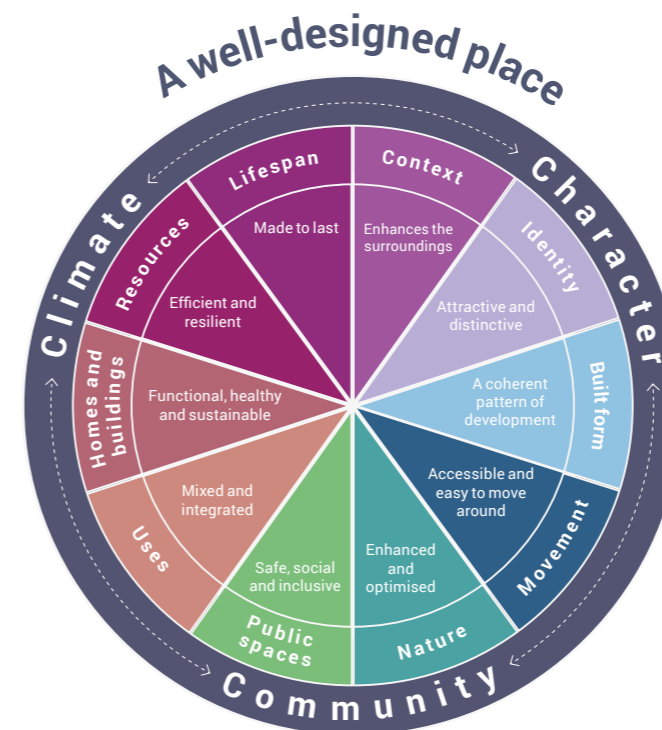 A well-designed place
Climate
Character
Community
Context
Enhances the
surroundings
Identity
Attractive and
distinctive
Built form
A coherent
pattern of
development
Movement
Accessible and
easy to move
around
Nature
Enhanced
and
optimised
Public
spaces
Safe, social
and inclusive
Uses
Mixed and
integrated
Homes and
buildings
Functional, healthy
and sustainable
Resources
Efficient and
resilient
Lifespan
Made to last